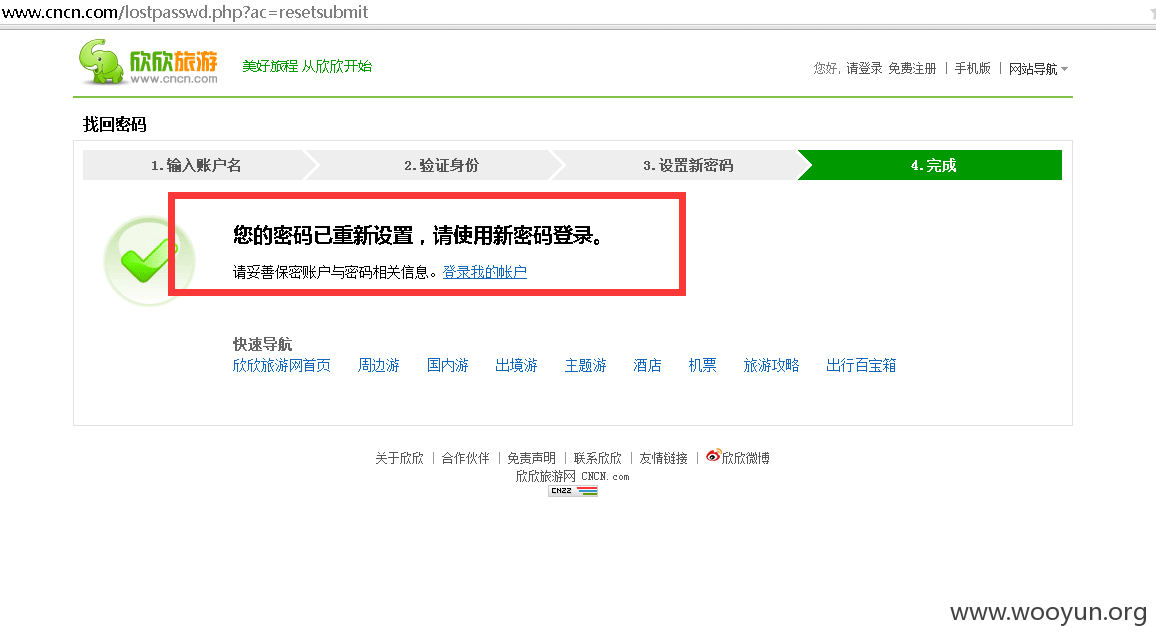 www.cncn.com/lostpasswd.php?ac=resetsubmit
欣欣旅游
www.cncn.com
美好旅程 从欣欣开始
您好, 请登录 免费注册 | 手机版 | 网站导航
找回密码
1.输入账户名 2.验证身份 3.设置新密码 4.完成
您的密码已重新设置，请使用新密码登录。
请妥善保密账户与密码相关信息。登录我的帐户
快速导航
欣欣旅游网首页 周边游 国内游 出境游 主题游 酒店 机票 旅游攻略 出行百宝箱
关于欣欣 | 合作伙伴 | 免责声明 | 联系欣欣 | 友情链接 | 欣欣微博
欣欣旅游网 CNCN.com
CNZZ
www.wooyun.org